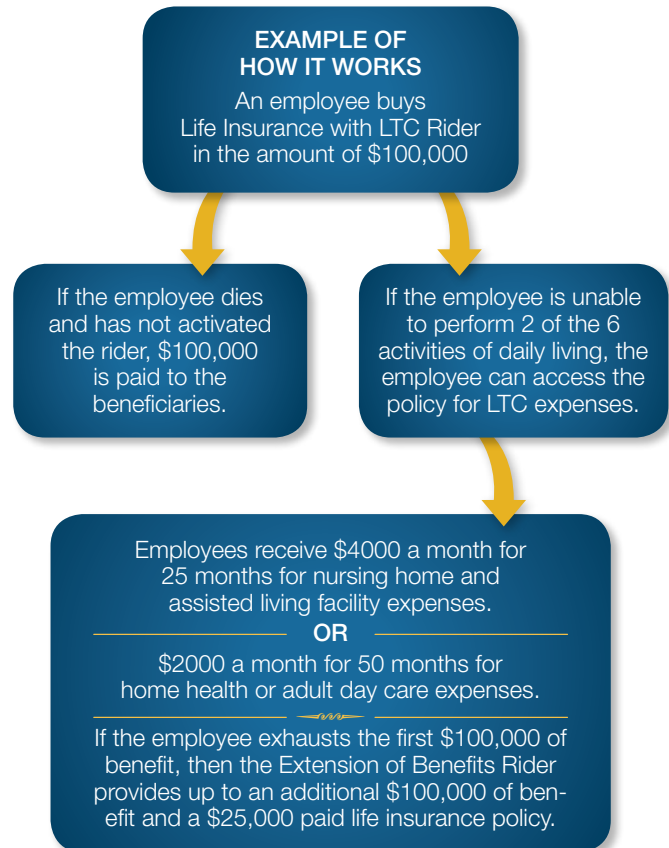 EXAMPLE OF
HOW IT WORKS
An employee buys
Life Insurance with LTC Rider
in the amount of $100,000
If the employee dies
and has not activated
the rider, $100,000
is paid to the
beneficiaries.
If the employee is unable
to perform 2 of the 6
activities of daily living, the
employee can access the
policy for LTC expenses.
Employees receive $4000 a month for
25 months for nursing home and
assisted living facility expenses.
OR
$2000 a month for 50 months for
home health or adult day care expenses.
If the employee exhausts the first $100,000 of
benefit, then the Extension of Benefits Rider
provides up to an additional $100,000 of ben-
efit and a $25,000 paid life insurance policy.